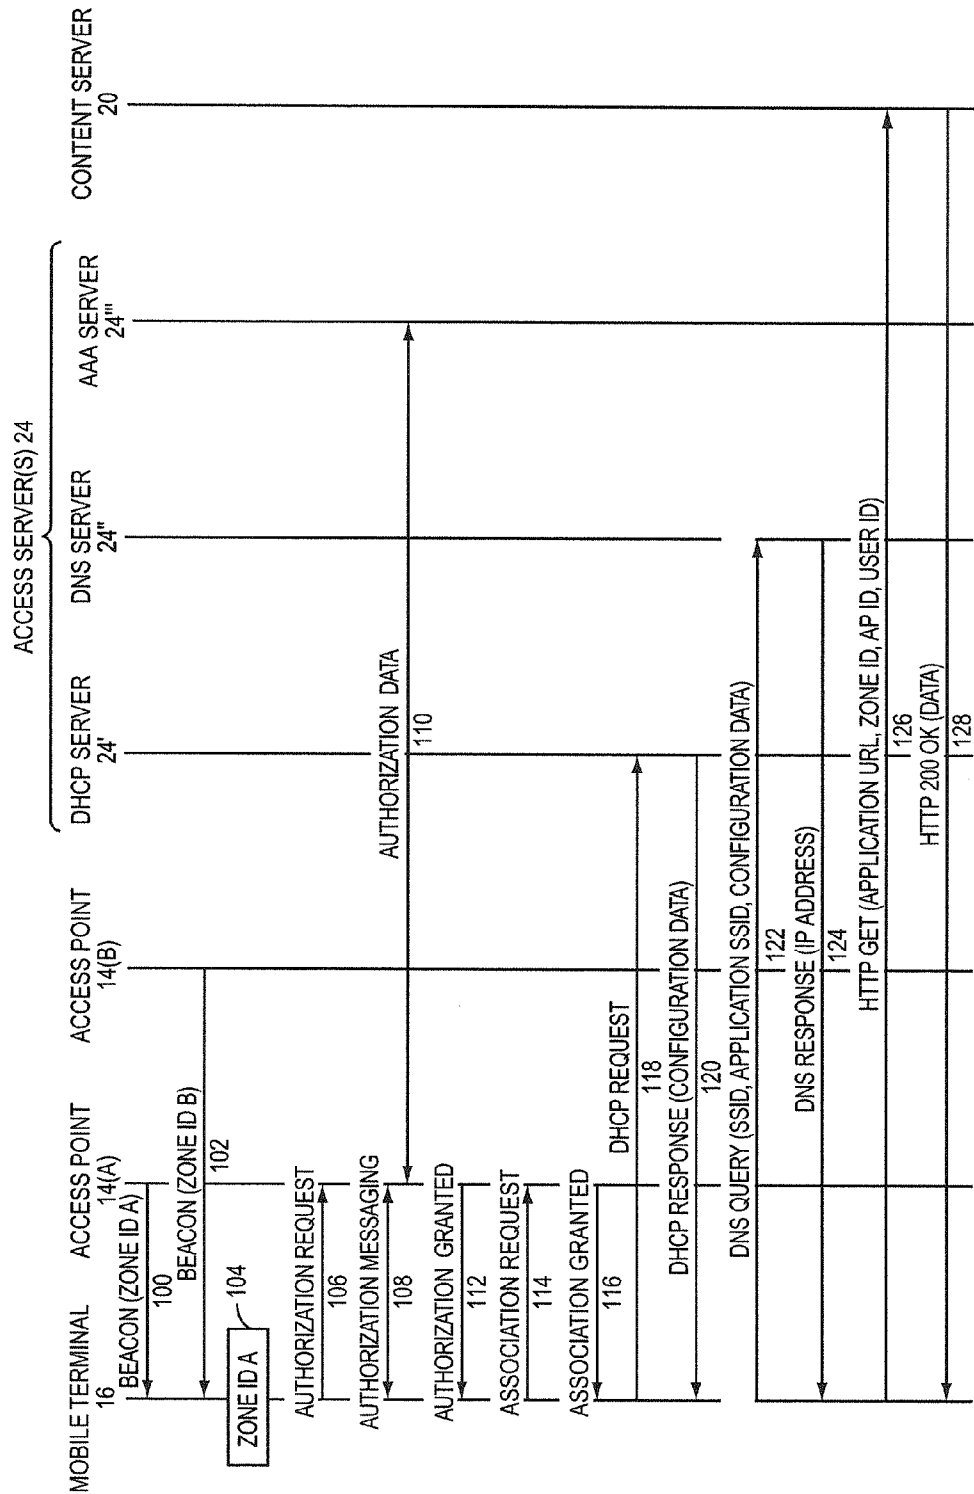 ACCESS SERVER(S) 24
MOBILE TERMINAL
16
ACCESS POINT
14(A)
ACCESS POINT
14(B)
DHCP SERVER
24'
DNS SERVER
24"
AAA SERVER
24'''
CONTENT SERVER
20
BEACON (ZONE ID A)
100
BEACON (ZONE ID B)
102
ZONE ID A
104
AUTHORIZATION REQUEST
106
AUTHORIZATION MESSAGING
108
AUTHORIZATION DATA
110
AUTHORIZATION GRANTED
112
ASSOCIATION REQUEST
114
ASSOCIATION GRANTED
116
DHCP REQUEST
118
DHCP RESPONSE (CONFIGURATION DATA)
120
DNS QUERY (SSID, APPLICATION SSID, CONFIGURATION DATA)
122
DNS RESPONSE (IP ADDRESS)
124
HTTP GET (APPLICATION URL, ZONE ID, AP ID, USER ID)
126
HTTP 200 OK (DATA)
128